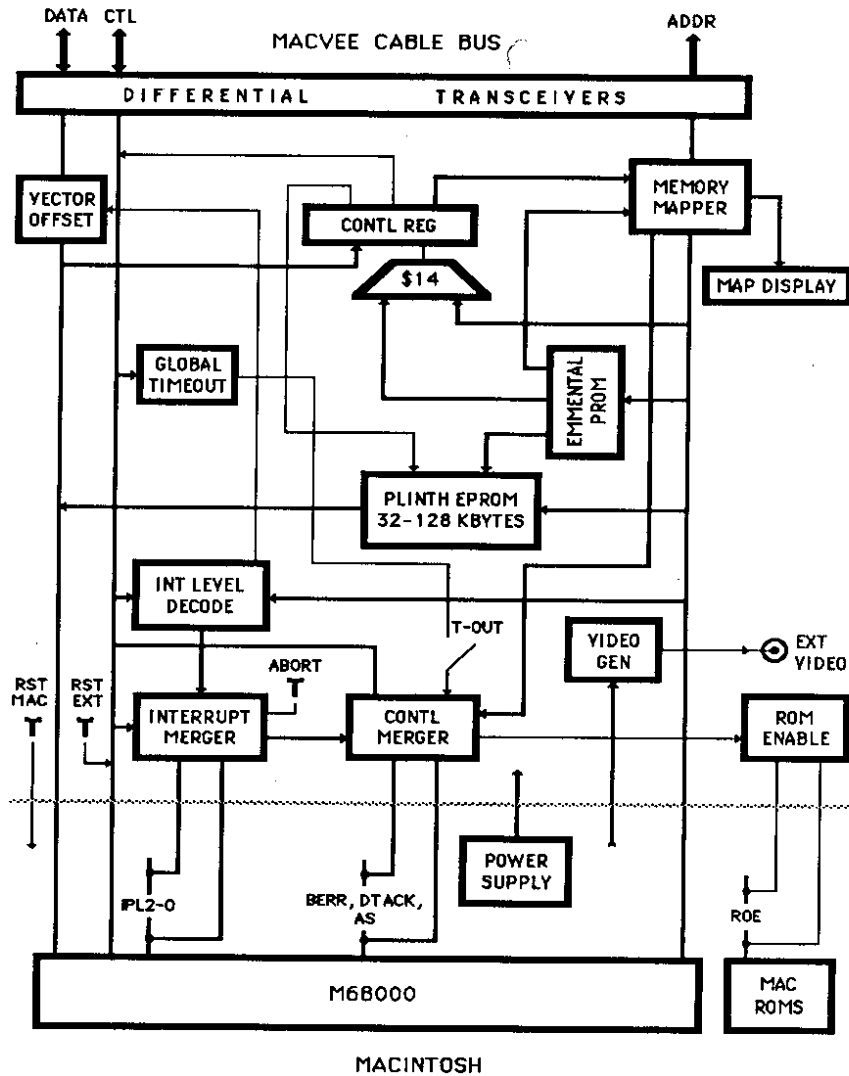 DATA CTL
ADDR
MACVEE CABLE BUS
DIFFERENTIAL TRANSCEIVERS
VECTOR
OFFSET
CONTL REG
MEMORY
MAPPER
$14
MAP DISPLAY
GLOBAL
TIMEOUT
EMMENTAL
PROM
PLINTH EPROM
32-128 KBYTES
INT LEVEL
DECODE
T-OUT
VIDEO
GEN
EXT
VIDEO
RST
MAC
RST
EXT
ABORT
INTERRUPT
MERGER
CONTL
MERGER
ROM
ENABLE
POWER
SUPPLY
IPL2-0
BERR, DTACK,
AS
ROE
M68000
MAC
ROMS
MACINTOSH